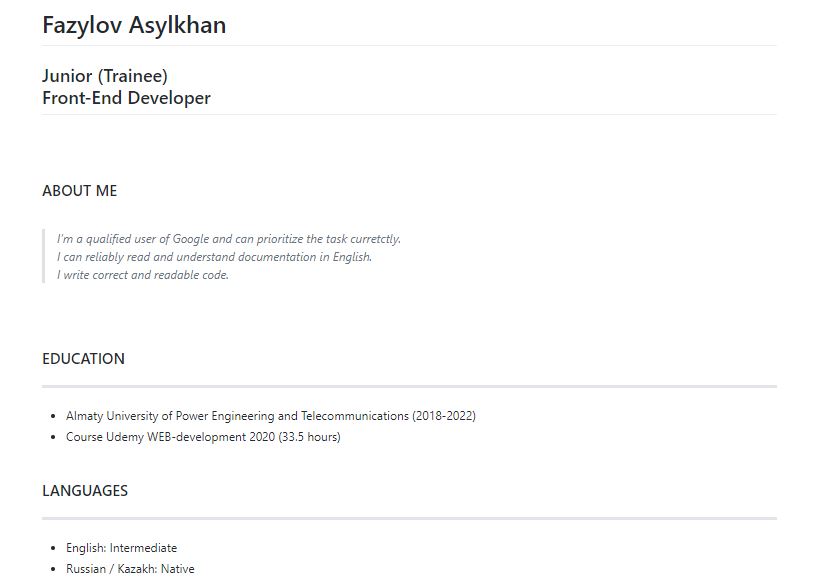 Fazylov Asylkhan
Junior (Trainee)
Front-End Developer
ABOUT ME
I'm a qualified user of Google and can prioritize the task curretctly.
I can reliably read and understand documentation in English.
I write correct and readable code.
EDUCATION
• Almaty University of Power Engineering and Telecommunications (2018-2022)
• Course Udemy WEB-development 2020 (33.5 hours)
LANGUAGES
• English: Intermediate
• Russian / Kazakh: Native